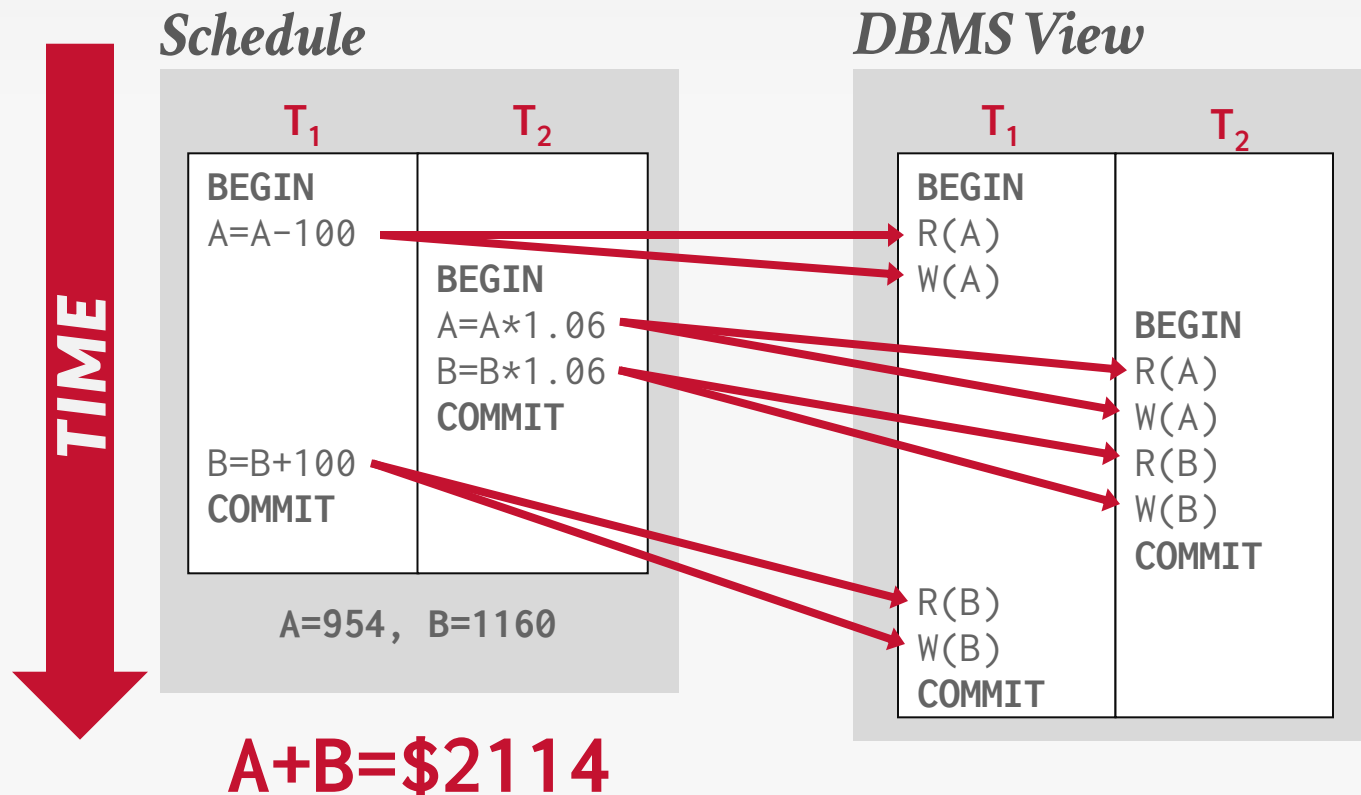 Schedule
T₁
T₂
BEGIN
A=A-100
BEGIN
A=A*1.06
B=B*1.06
COMMIT
B=B+100
COMMIT
A=954, B=1160
A+B=$2114
TIME
DBMS View
T₁
T₂
BEGIN
R(A)
W(A)
BEGIN
R(A)
W(A)
R(B)
W(B)
COMMIT
R(B)
W(B)
COMMIT